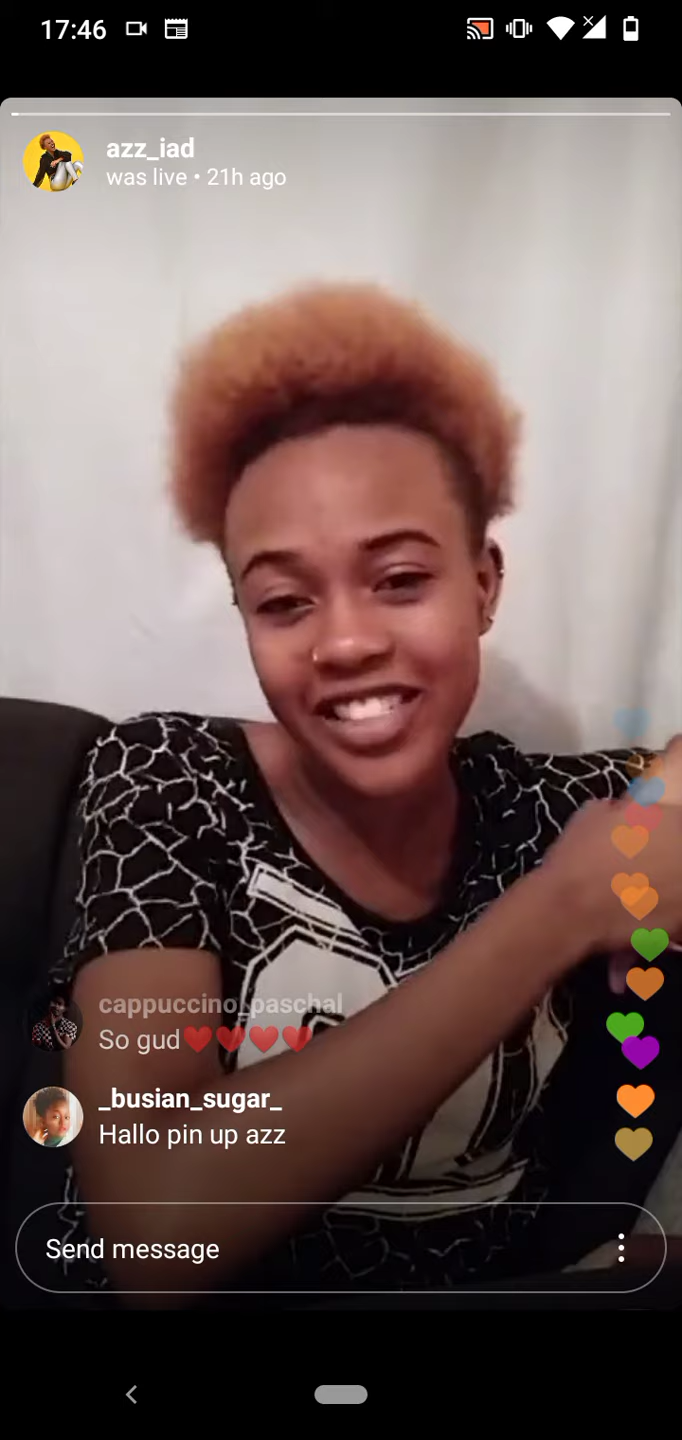 17:46
azz_iad
was live • 21h ago
cappuccino_paschal
So gud❤️❤️❤️❤️
_busian_sugar_
Hallo pin up azz
Send message